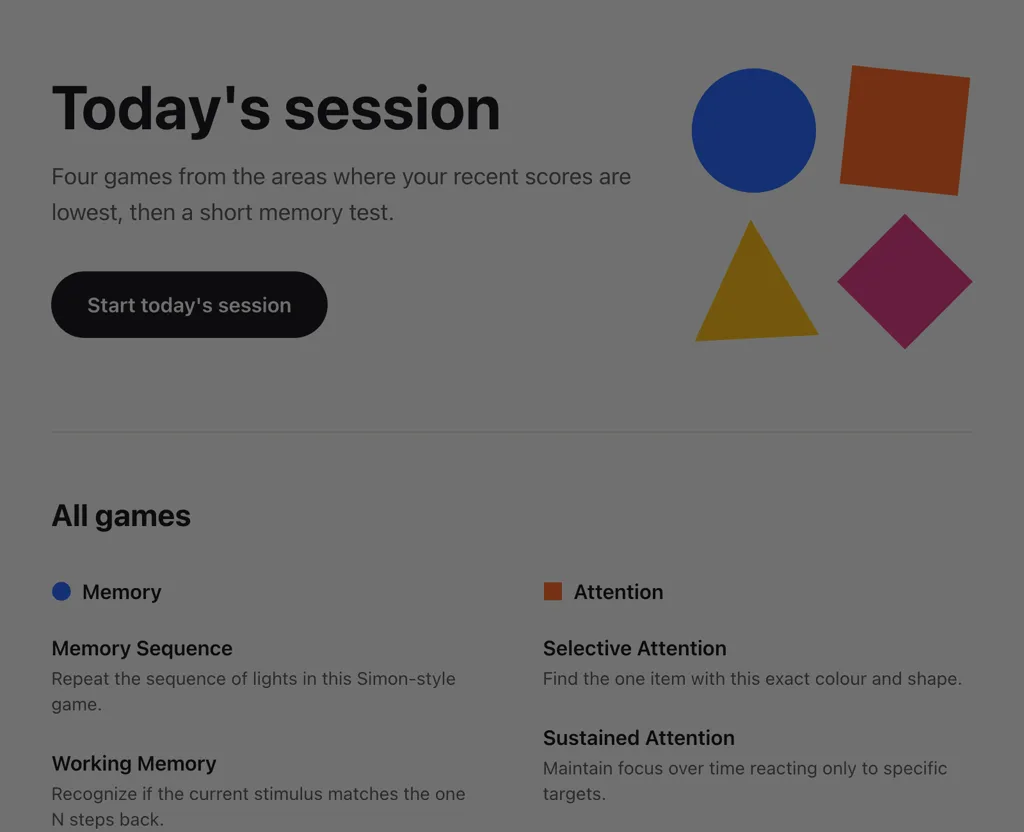 Today's session
Four games from the areas where your recent scores are
lowest, then a short memory test.
Start today's session
All games
Memory
Memory Sequence
Repeat the sequence of lights in this Simon-style
game.
Working Memory
Recognize if the current stimulus matches the one
N steps back.
Attention
Selective Attention
Find the one item with this exact colour and shape.
Sustained Attention
Maintain focus over time reacting only to specific
targets.